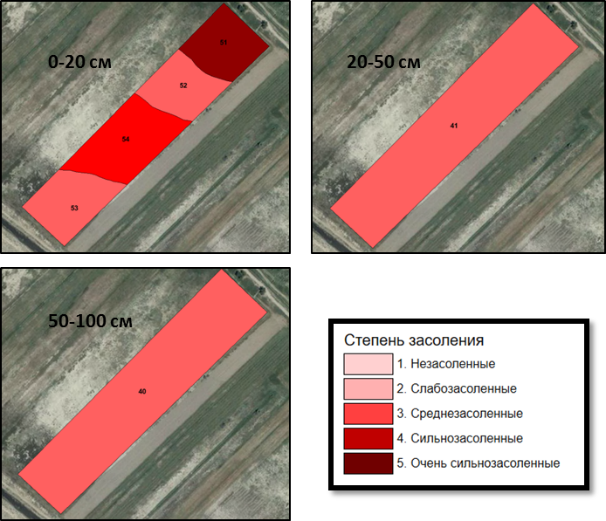 0-20 см
51
52
54
53
20-50 см
41
50-100 см
40
Степень засоления
1. Незасоленные
2. Слабозасоленные
3. Среднезасоленные
4. Сильнозасоленные
5. Очень сильнозасоленные